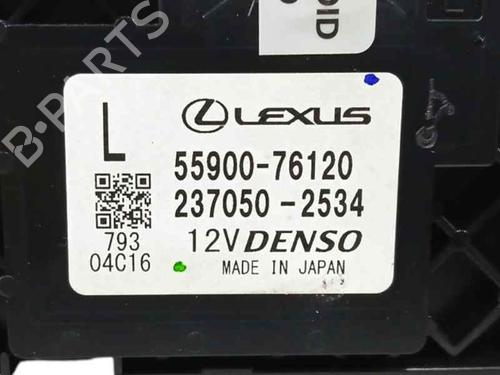 L LEXUS
55900-76120
237050-2534
793
04C16
12V DENSO
MADE IN JAPAN
B-PARTS